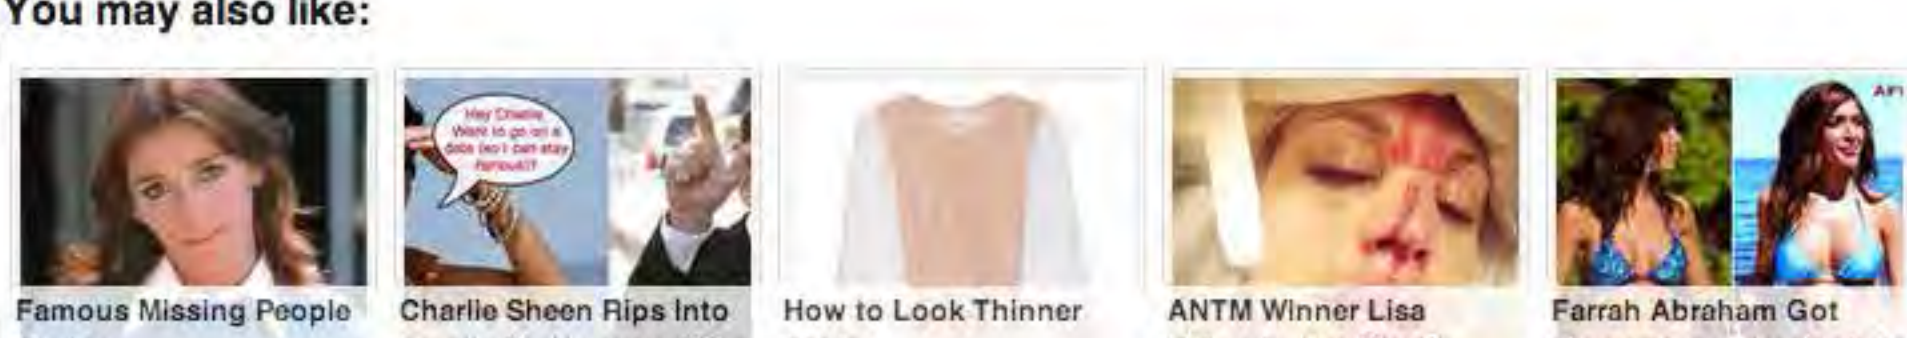 You may also like:
Hey Charlie
Want to go on a
date (so I can stay
famous)?
AFT
Famous Missing People
Charlie Sheen Rips Into
How to Look Thinner
ANTM Winner Lisa
Farrah Abraham Got